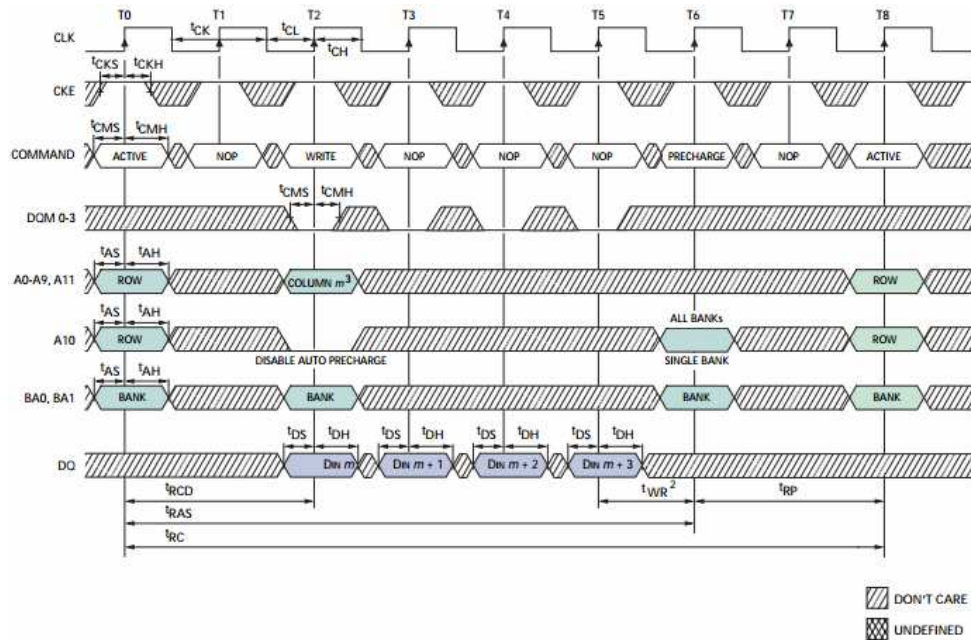 T0 T1 T2 T3 T4 T5 T6 T7 T8
CLK
tCK tCL
tCH
tCKS tCKH
CKE
tCMS tCMH
COMMAND ACTIVE NOP WRITE NOP NOP NOP PRECHARGE NOP ACTIVE
tCMS tCMH
DQM 0-3
tAS tAH
A0-A9, A11 ROW COLUMN m3 ROW
tAS tAH ALL BANKs
A10 ROW ROW
DISABLE AUTO PRECHARGE SINGLE BANK
tAS tAH
BA0, BA1 BANK BANK BANK BANK
tDS tDH tDS tDH tDS tDH tDS tDH
DQ DIN m DIN m + 1 DIN m + 2 DIN m + 3
tRCD tWR2 tRP
tRAS
tRC
DON'T CARE
UNDEFINED